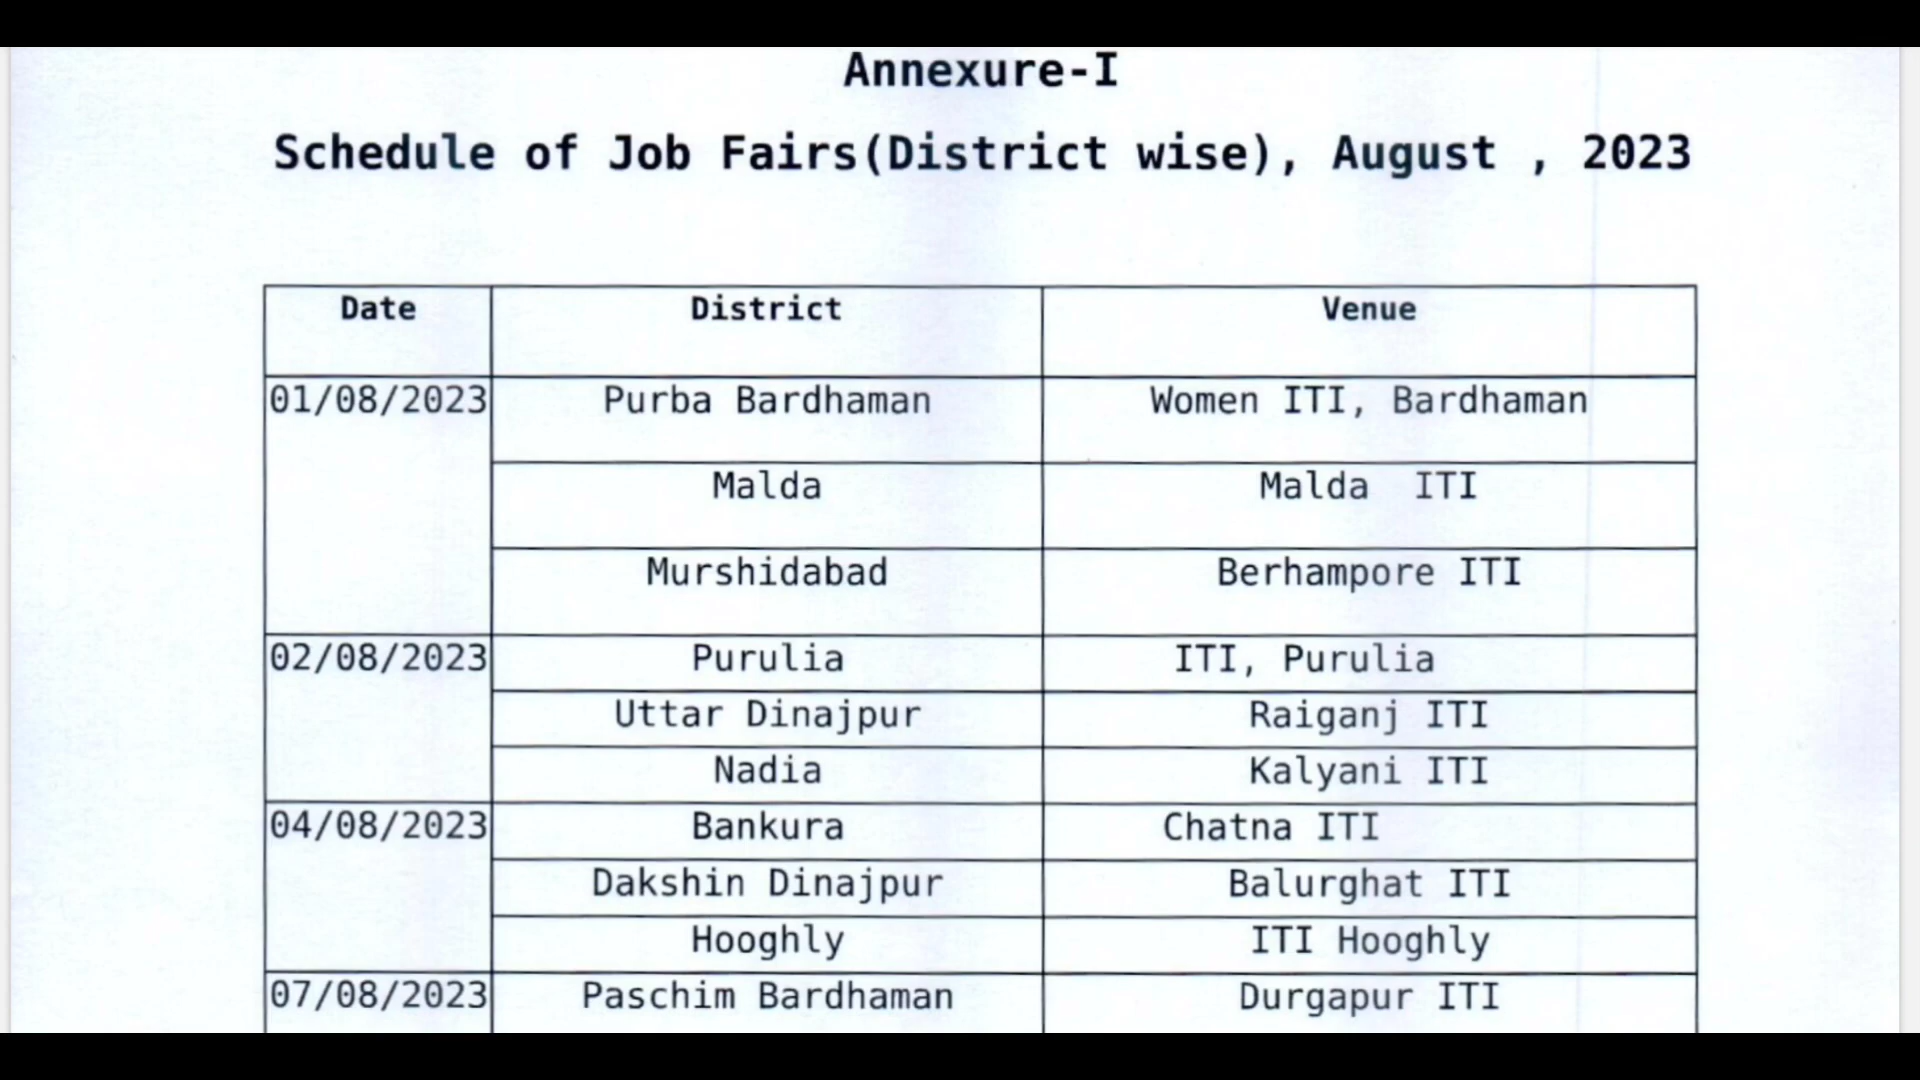 Annexure-I
Schedule of Job Fairs(District wise), August , 2023
Date District Venue
01/08/2023 Purba Bardhaman Women ITI, Bardhaman
Malda Malda ITI
Murshidabad Berhampore ITI
02/08/2023 Purulia ITI, Purulia
Uttar Dinajpur Raiganj ITI
Nadia Kalyani ITI
04/08/2023 Bankura Chatna ITI
Dakshin Dinajpur Balurghat ITI
Hooghly ITI Hooghly
07/08/2023 Paschim Bardhaman Durgapur ITI